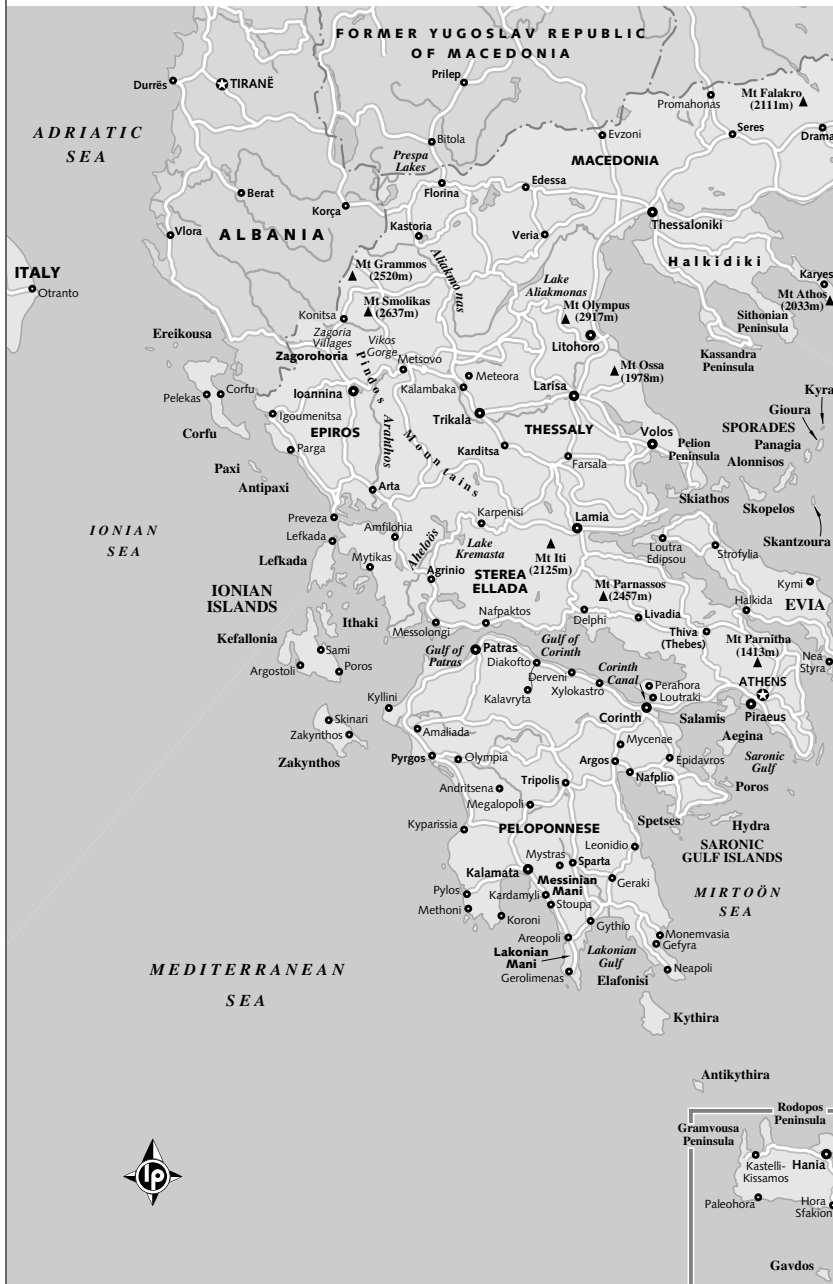 FORMER YUGOSLAV REPUBLIC
OF MACEDONIA
Prilep
Durrës
TIRANË
Mt Falakro
(2111m)
Promahonas
ADRIATIC
SEA
Bitola
Evzoni
Seres
Drama
Prespa
Lakes
MACEDONIA
Florina
Edessa
Berat
Korça
Thessaloniki
Vlora
ALBANIA
Kastoria
Veria
Halkidiki
ITALY
Otranto
Mt Grammos
(2520m)
Aliakmonas
Lake
Aliakmonas
Karyes
Mt Athos
(2033m)
Mt Smolikas
(2637m)
Mt Olympus
(2917m)
Sithonian
Peninsula
Ereikousa
Konitsa
Zagoria
Villages
Vikos
Gorge
Zagorohoria
Litohoro
Kassandra
Peninsula
Metsovo
Meteora
Mt Ossa
(1978m)
Pelekas
Corfu
Ioannina
Kalambaka
Larisa
Kyra
Gioura
Corfu
Igoumenitsa
Trikala
THESSALY
Volos
SPORADES
Panagia
EPIROS
Pindos
Mountains
Arahthos
Karditsa
Pelion
Peninsula
Alonnisos
Parga
Farsala
Paxi
Antipaxi
Arta
Skiathos
Skopelos
Preveza
Karpenisi
Lamia
IONIAN
SEA
Lefkada
Amfilohia
Skantzoura
Lefkada
Aheloös
Lake
Kremasta
Mt Iti
(2125m)
Loutra
Edipsou
Strofylia
Mytikas
Agrinio
STEREA
ELLADA
Mt Parnassos
(2457m)
Kymi
IONIAN
ISLANDS
Halkida
EVIA
Ithaki
Nafpaktos
Delphi
Livadia
Kefallonia
Messolongi
Thiva
(Thebes)
Mt Parnitha
(1413m)
Sami
Gulf of
Patras
Patras
Gulf of
Corinth
Nea
Styra
Argostoli
Poros
Diakofto
Derveni
Corinth
Canal
Perahora
ATHENS
Kalavryta
Xylokastro
Loutraki
Kyllini
Corinth
Salamis
Piraeus
Skinari
Amaliada
Mycenae
Aegina
Zakynthos
Zakynthos
Pyrgos
Olympia
Argos
Epidavros
Saronic
Gulf
Andritsena
Tripolis
Nafplio
Poros
Megalopoli
Kyparissia
PELOPONNESE
Spetses
Hydra
Leonidio
SARONIC
GULF ISLANDS
Mystras
Sparta
Kalamata
Messinian
Mani
Geraki
Pylos
Kardamyli
Stoupa
MIRTOÖN
SEA
Methoni
Koroni
Gythio
Areopoli
Monemvasia
Gefyra
Lakonian
Mani
Lakonian
Gulf
MEDITERRANEAN
SEA
Gerolimenas
Elafonisi
Neapoli
Kythira
Antikythira
Rodopos
Peninsula
Gramvousa
Peninsula
lp
Kastelli-
Kissamos
Hania
Paleohora
Hora
Sfakion
Gavdos